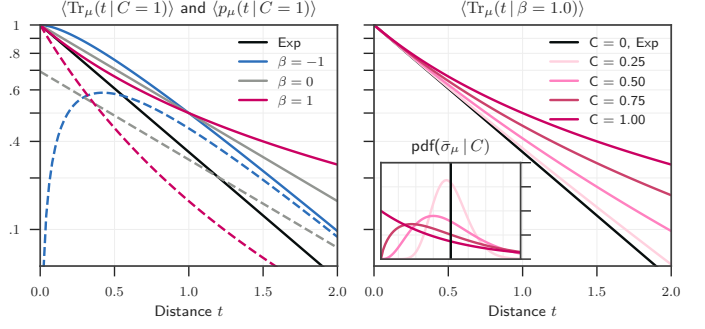 ⟨Tr_μ(t | C = 1)⟩ and ⟨p_μ(t | C = 1)⟩
1
.8
.6
.4
.1
Exp
β = −1
β = 0
β = 1
0.0 0.5 1.0 1.5 2.0
Distance t
⟨Tr_μ(t | β = 1.0)⟩
C = 0, Exp
C = 0.25
C = 0.50
C = 0.75
C = 1.00
pdf(σ̄_μ | C)
0.0 0.5 1.0 1.5 2.0
Distance t